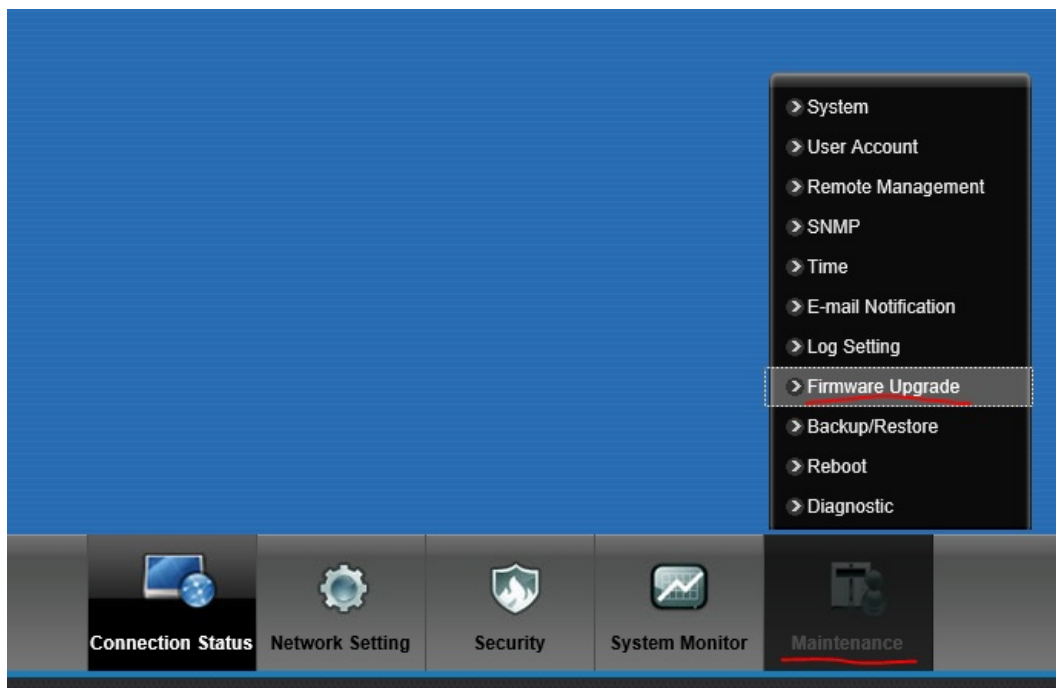 System
User Account
Remote Management
SNMP
Time
E-mail Notification
Log Setting
Firmware Upgrade
Backup/Restore
Reboot
Diagnostic
Connection Status
Network Setting
Security
System Monitor
Maintenance